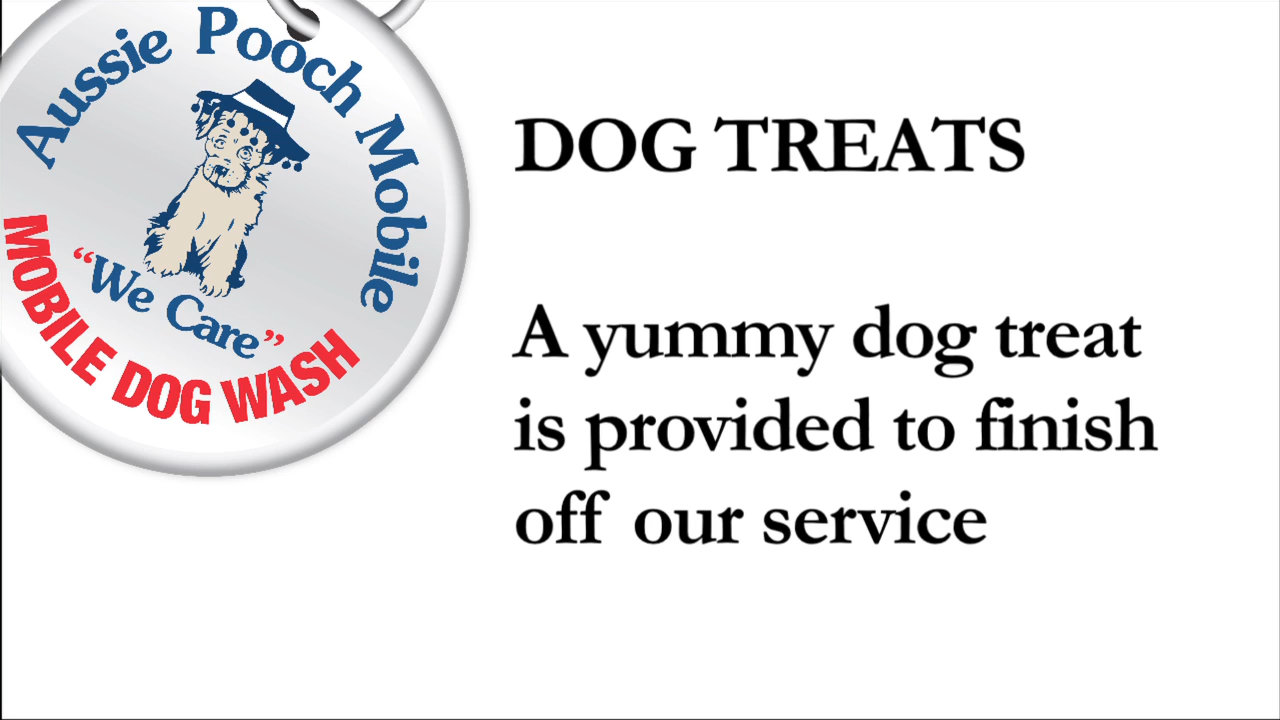 Aussie Pooch Mobile
"We Care"
MOBILE DOG WASH
DOG TREATS
A yummy dog treat
is provided to finish
off our service